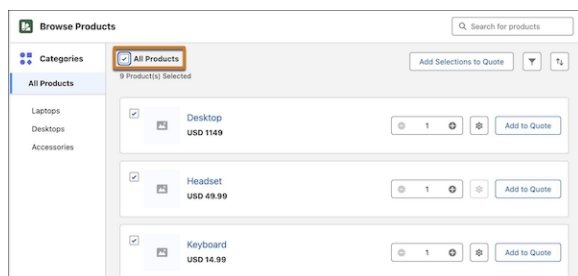 Browse Products
Search for products
Categories
All Products
Laptops
Desktops
Accessories
All Products
9 Product(s) Selected
Add Selections to Quote
Desktop
USD 1149
1
Add to Quote
Headset
USD 49.99
1
Add to Quote
Keyboard
USD 14.99
1
Add to Quote